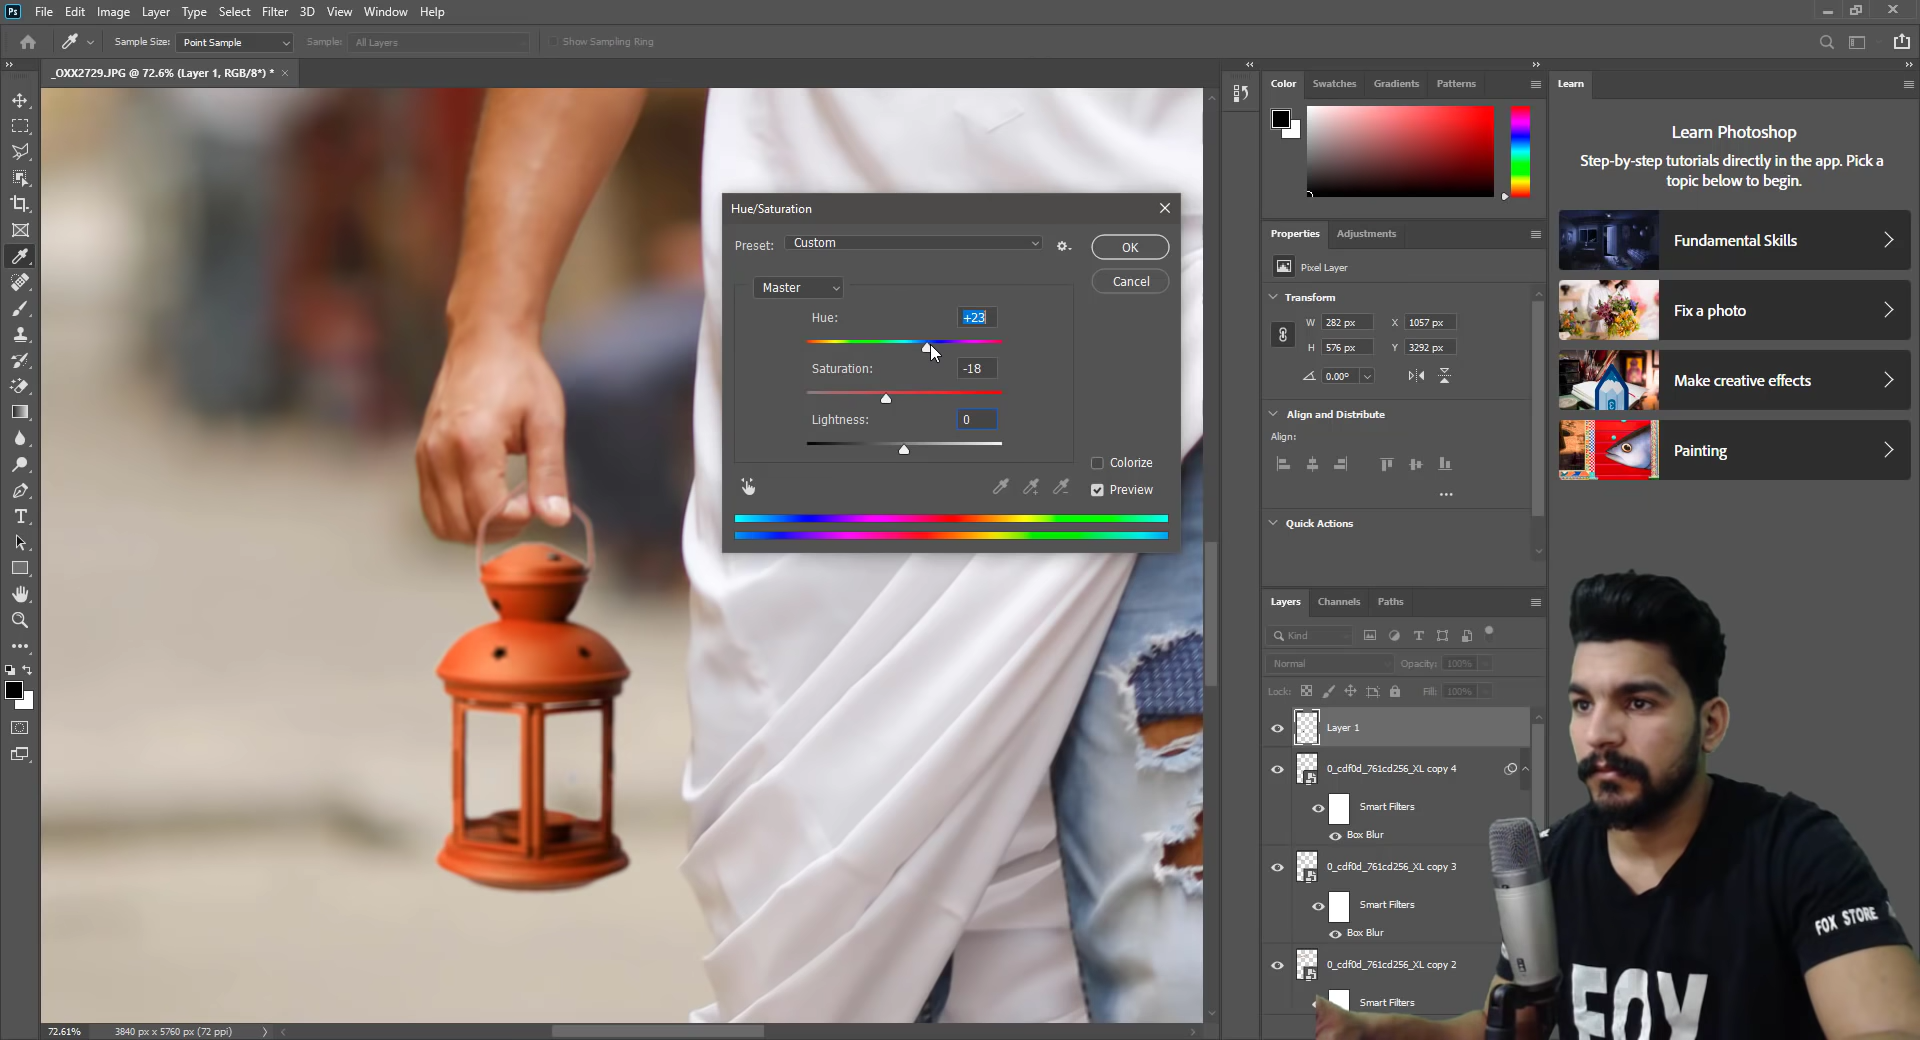 Ps File Edit Image Layer Type Select Filter 3D View Window Help
Sample Size: Point Sample Sample: All Layers Show Sampling Ring
_OXX2729.JPG @ 72.6% (Layer 1, RGB/8*) *
Hue/Saturation
Preset: Custom
OK
Cancel
Master
Hue: +23
Saturation: -18
Lightness: 0
Colorize
Preview
72.61% 3840 px x 5760 px (72 ppi)
Color Swatches Gradients Patterns
Properties Adjustments
Pixel Layer
Transform
W 282 px X 1057 px
H 576 px Y 3292 px
0.00°
Align and Distribute
Align:
Quick Actions
Layers Channels Paths
Kind
Normal Opacity: 100%
Lock: Fill: 100%
Layer 1
0_cdf0d_761cd256_XL copy 4
Smart Filters
Box Blur
0_cdf0d_761cd256_XL copy 3
Smart Filters
Box Blur
0_cdf0d_761cd256_XL copy 2
Smart Filters
Learn
Learn Photoshop
Step-by-step tutorials directly in the app. Pick a
topic below to begin.
Fundamental Skills
Fix a photo
Make creative effects
Painting
FOX STORE
FOX